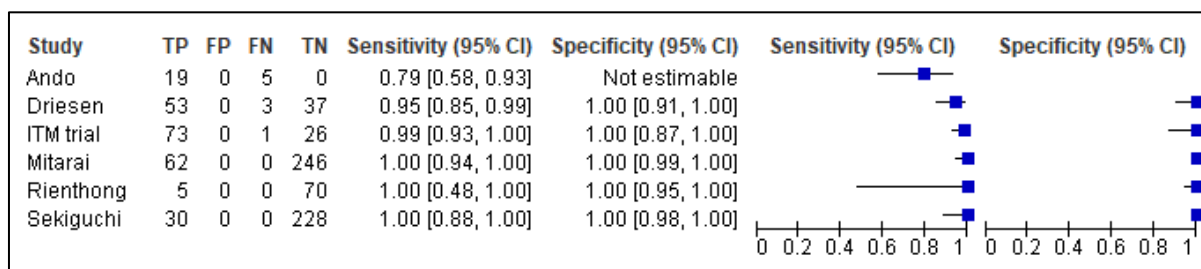 Study TP FP FN TN Sensitivity (95% CI) Specificity (95% CI) Sensitivity (95% CI) Specificity (95% CI)
Ando 19 0 5 0 0.79 [0.58, 0.93] Not estimable
Driesen 53 0 3 37 0.95 [0.85, 0.99] 1.00 [0.91, 1.00]
ITM trial 73 0 1 26 0.99 [0.93, 1.00] 1.00 [0.87, 1.00]
Mitarai 62 0 0 246 1.00 [0.94, 1.00] 1.00 [0.99, 1.00]
Rienthong 5 0 0 70 1.00 [0.48, 1.00] 1.00 [0.95, 1.00]
Sekiguchi 30 0 0 228 1.00 [0.88, 1.00] 1.00 [0.98, 1.00]
0 0.2 0.4 0.6 0.8 1 0 0.2 0.4 0.6 0.8 1